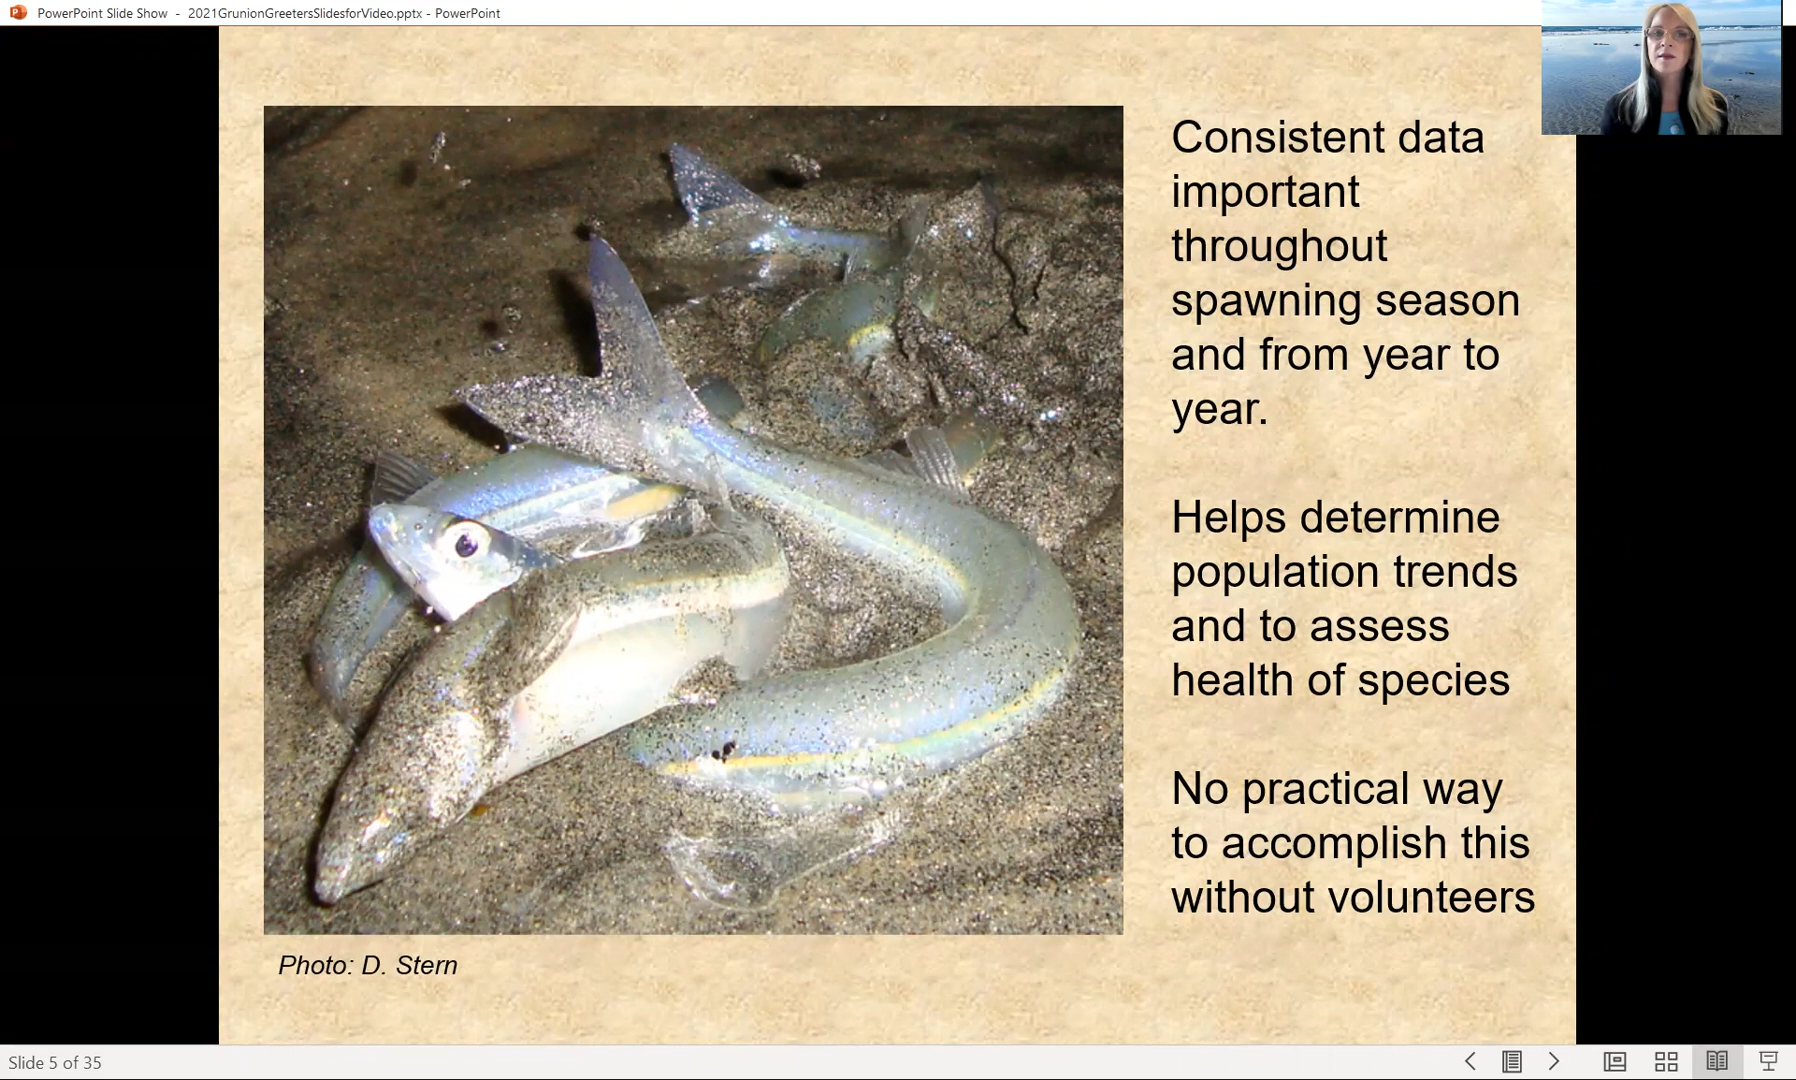 PowerPoint Slide Show - 2021GrunionGreetersSlidesforVideo.pptx - PowerPoint
Consistent data
important
throughout
spawning season
and from year to
year.
Helps determine
population trends
and to assess
health of species
No practical way
to accomplish this
without volunteers
Photo: D. Stern
Slide 5 of 35